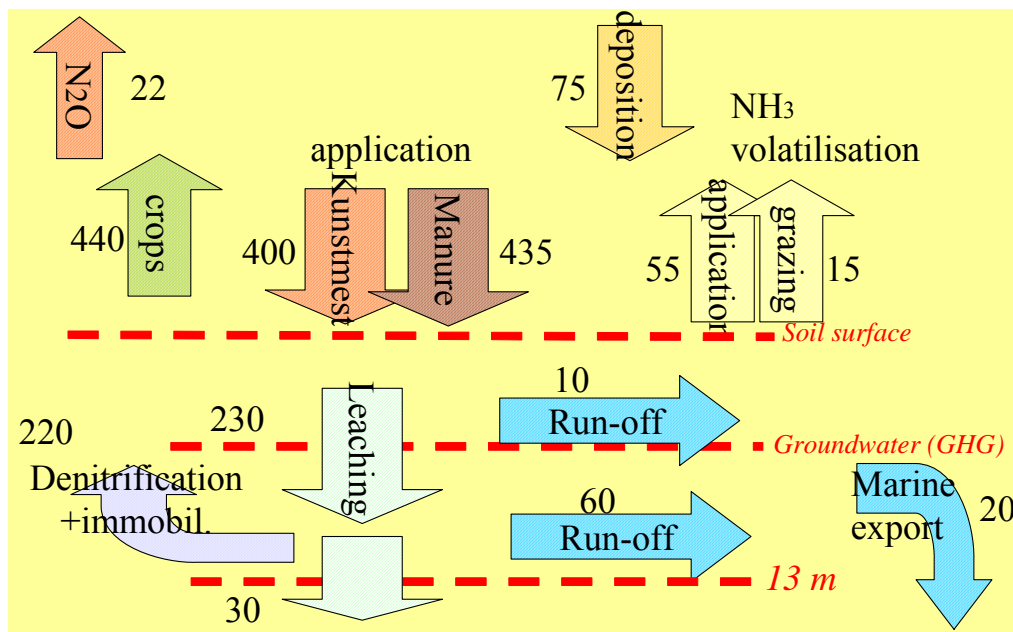 N2O
22
deposition
75
NH3
volatilisation
application
crops
440
Kunstmest
400
Manure
435
application
55
grazing
15
Soil surface
Leaching
230
10
Run-off
Groundwater (GHG)
220
Denitrification
+immobil.
60
Run-off
Marine
export
20
13 m
30